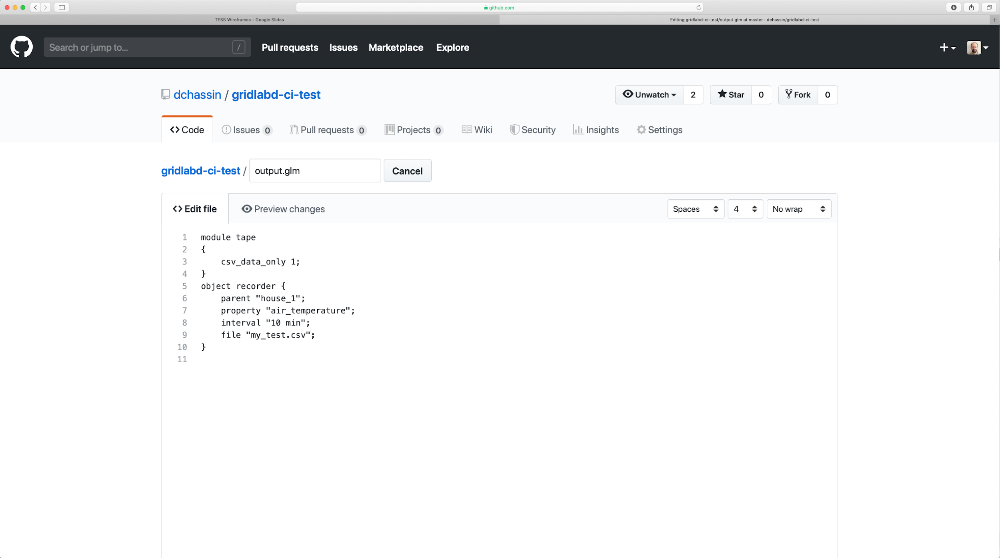 github.com
TESS Wireframes - Google Slides
Editing gridlabd-ci-test/output.glm at master · dchassin/gridlabd-ci-test
Search or jump to... /
Pull requests Issues Marketplace Explore
dchassin / gridlabd-ci-test
Unwatch 2 Star 0 Fork 0
Code Issues 0 Pull requests 0 Projects 0 Wiki Security Insights Settings
gridlabd-ci-test / output.glm Cancel
Edit file Preview changes Spaces 4 No wrap
1 module tape
2 {
3     csv_data_only 1;
4 }
5 object recorder {
6     parent "house_1";
7     property "air_temperature";
8     interval "10 min";
9     file "my_test.csv";
10 }
11